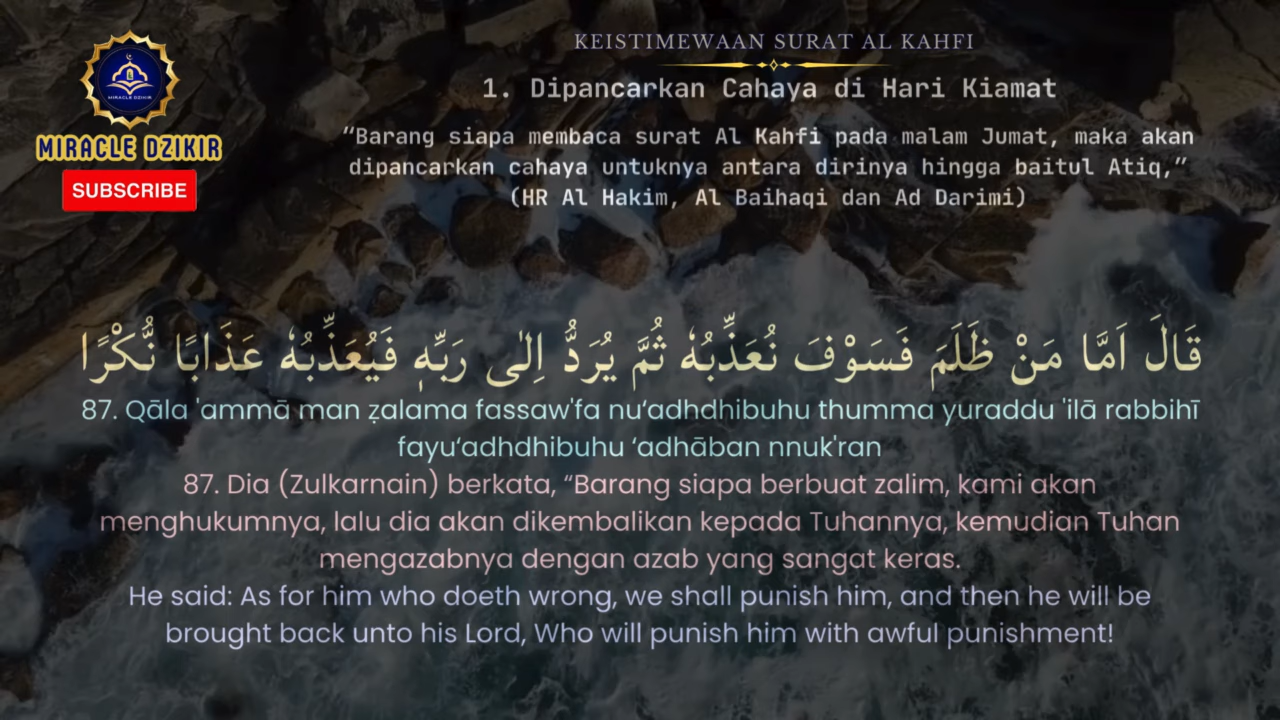 KEISTIMEWAAN SURAT AL KAHFI
1. Dipancarkan Cahaya di Hari Kiamat
“Barang siapa membaca surat Al Kahfi pada malam Jumat, maka akan
dipancarkan cahaya untuknya antara dirinya hingga baitul Atiq,”
(HR Al Hakim, Al Baihaqi dan Ad Darimi)
MIRACLE DZIKIR
MIRACLE DZIKIR
SUBSCRIBE
قَالَ اَمَّا مَنْ ظَلَمَ فَسَوْفَ نُعَذِّبُهٗ ثُمَّ يُرَدُّ اِلٰى رَبِّهٖ فَيُعَذِّبُهٗ عَذَابًا نُّكْرًا
87. Qāla 'ammā man ẓalama fassaw'fa nu‘adhdhibuhu thumma yuraddu 'ilā rabbihī
fayu‘adhdhibuhu ‘adhāban nnuk'ran
87. Dia (Zulkarnain) berkata, “Barang siapa berbuat zalim, kami akan
menghukumnya, lalu dia akan dikembalikan kepada Tuhannya, kemudian Tuhan
mengazabnya dengan azab yang sangat keras.
He said: As for him who doeth wrong, we shall punish him, and then he will be
brought back unto his Lord, Who will punish him with awful punishment!